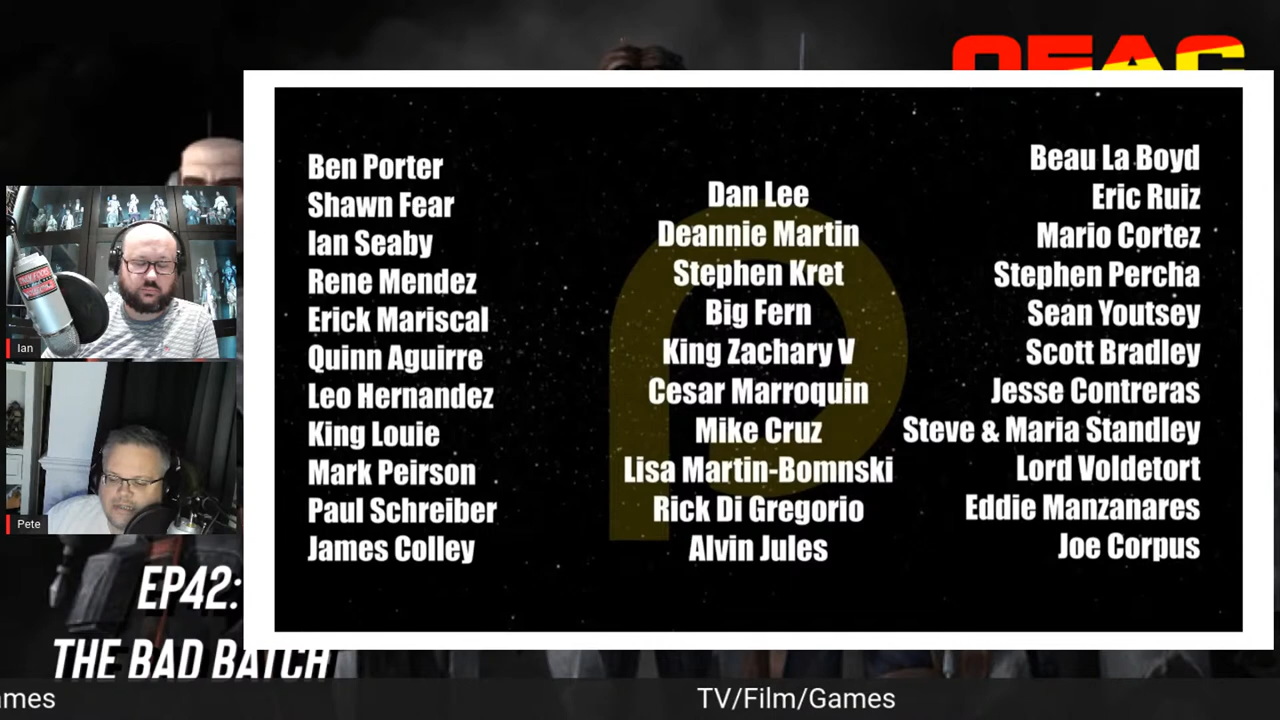 Ben Porter
Shawn Fear
Ian Seaby
Rene Mendez
Erick Mariscal
Quinn Aguirre
Leo Hernandez
King Louie
Mark Peirson
Paul Schreiber
James Colley
Dan Lee
Deannie Martin
Stephen Kret
Big Fern
King Zachary V
Cesar Marroquin
Mike Cruz
Lisa Martin-Bomnski
Rick Di Gregorio
Alvin Jules
Beau La Boyd
Eric Ruiz
Mario Cortez
Stephen Percha
Sean Youtsey
Scott Bradley
Jesse Contreras
Steve & Maria Standley
Lord Voldetort
Eddie Manzanares
Joe Corpus
Ian
Pete
EP42:
THE BAD BATCH
TV/Film/Games